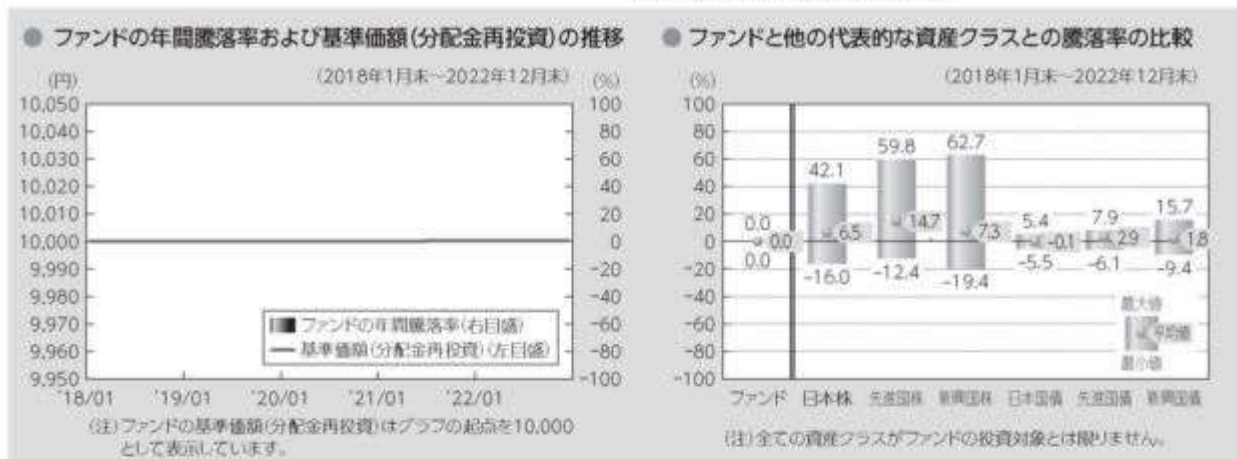 ● ファンドの年間騰落率および基準価額(分配金再投資)の推移
(円)
(2018年1月末～2022年12月末)
(%)
10,050
10,040
10,030
10,020
10,010
10,000
9,990
9,980
9,970
9,960
9,950
100
80
60
40
20
0
-20
-40
-60
-80
-100
ファンドの年間騰落率(右目盛)
基準価額(分配金再投資)(左目盛)
'18/01 '19/01 '20/01 '21/01 '22/01
(注)ファンドの基準価額(分配金再投資)はグラフの起点を10,000
として表示しています。
● ファンドと他の代表的な資産クラスとの騰落率の比較
(%)
(2018年1月末～2022年12月末)
100
80
60
40
20
0
-20
-40
-60
-80
-100
0.0 42.1 59.8 62.7 5.4 7.9 15.7
0.0 6.5 14.7 7.3 -0.1 2.9 1.8
0.0 -16.0 -12.4 -19.4 -5.5 -6.1 -9.4
最大値
平均値
最小値
ファンド 日本株 先進国株 新興国株 日本国債 先進国債 新興国債
(注)全ての資産クラスがファンドの投資対象とは限りません。